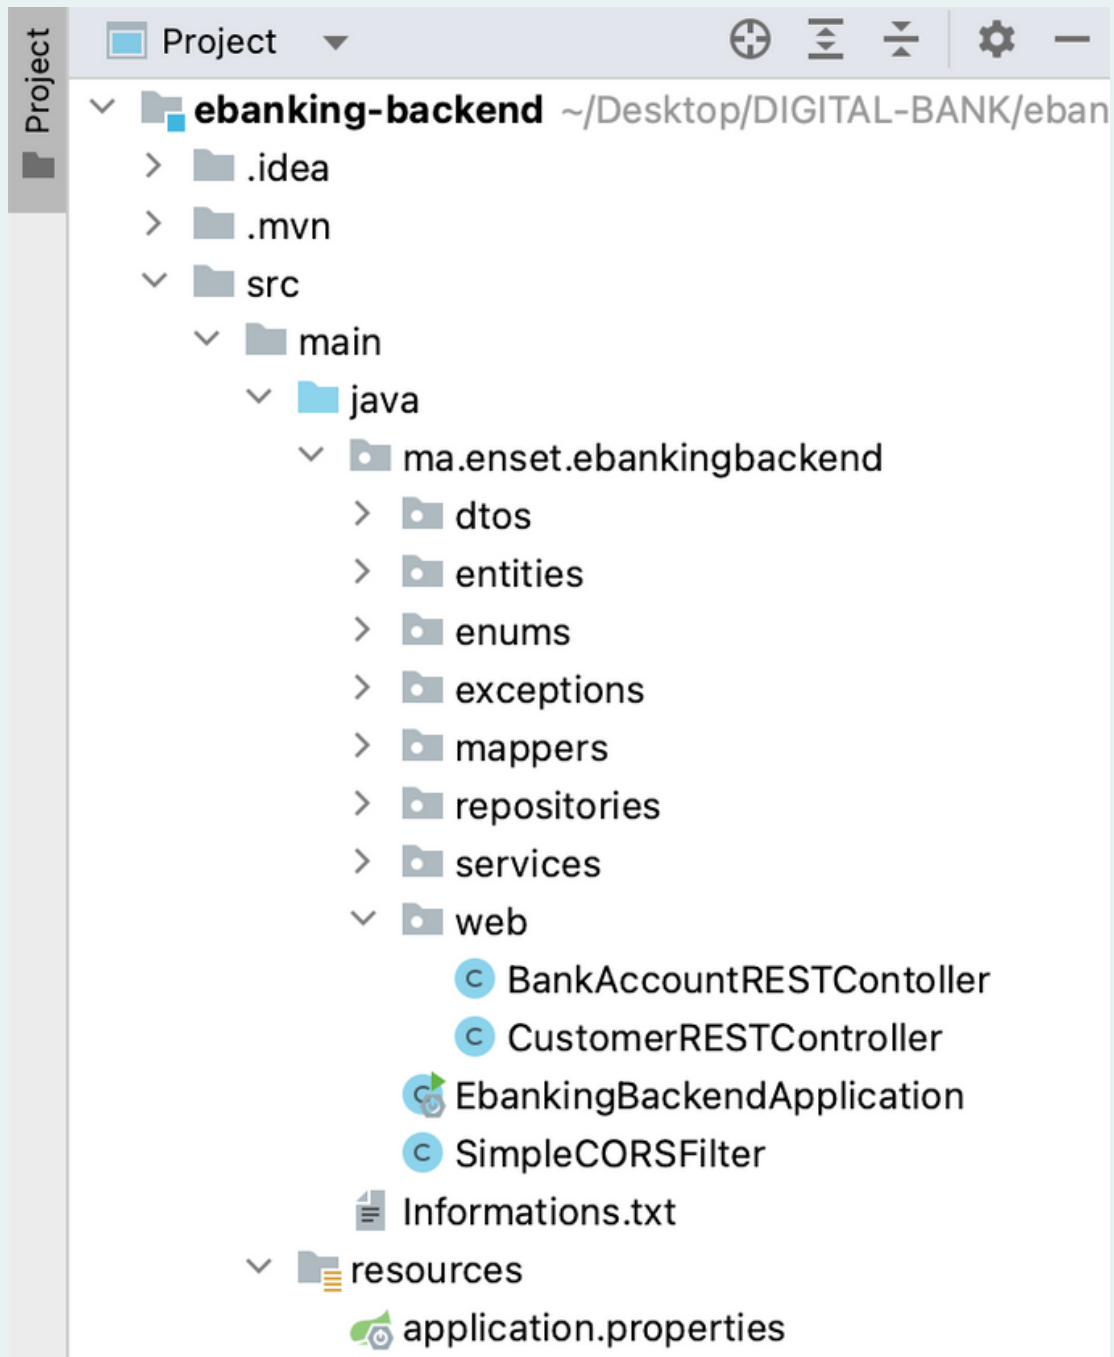 Project
Project
ebanking-backend ~/Desktop/DIGITAL-BANK/eban
.idea
.mvn
src
main
java
ma.enset.ebankingbackend
dtos
entities
enums
exceptions
mappers
repositories
services
web
BankAccountRESTContoller
CustomerRESTController
EbankingBackendApplication
SimpleCORSFilter
Informations.txt
resources
application.properties